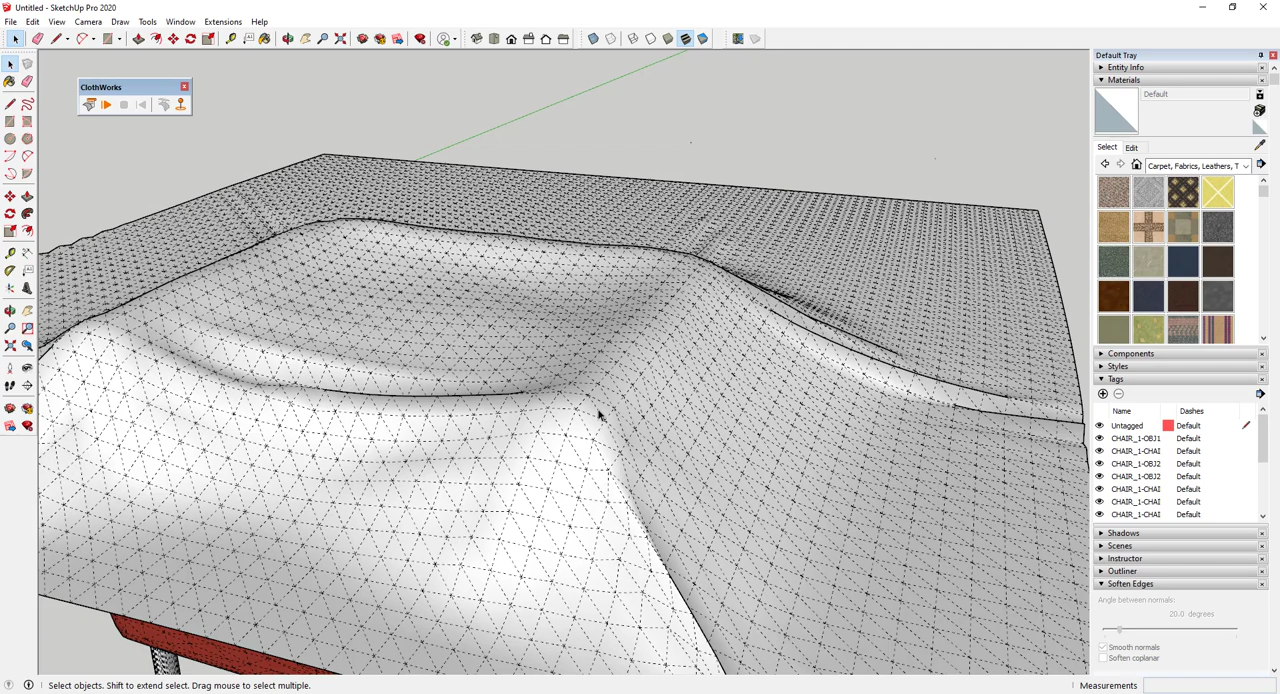 Untitled - SketchUp Pro 2020
File Edit View Camera Draw Tools Window Extensions Help
ClothWorks
Default Tray
Entity Info
Materials
Default
Select Edit
Carpet, Fabrics, Leathers, T
Components
Styles
Tags
Name Dashes
Untagged Default
CHAIR_1-OBJ1 Default
CHAIR_1-CHAI Default
CHAIR_1-OBJ2 Default
CHAIR_1-OBJ2 Default
CHAIR_1-CHAI Default
CHAIR_1-CHAI Default
CHAIR_1-CHAI Default
Shadows
Scenes
Instructor
Outliner
Soften Edges
Angle between normals:
20.0 degrees
Smooth normals
Soften coplanar
Select objects. Shift to extend select. Drag mouse to select multiple.
Measurements